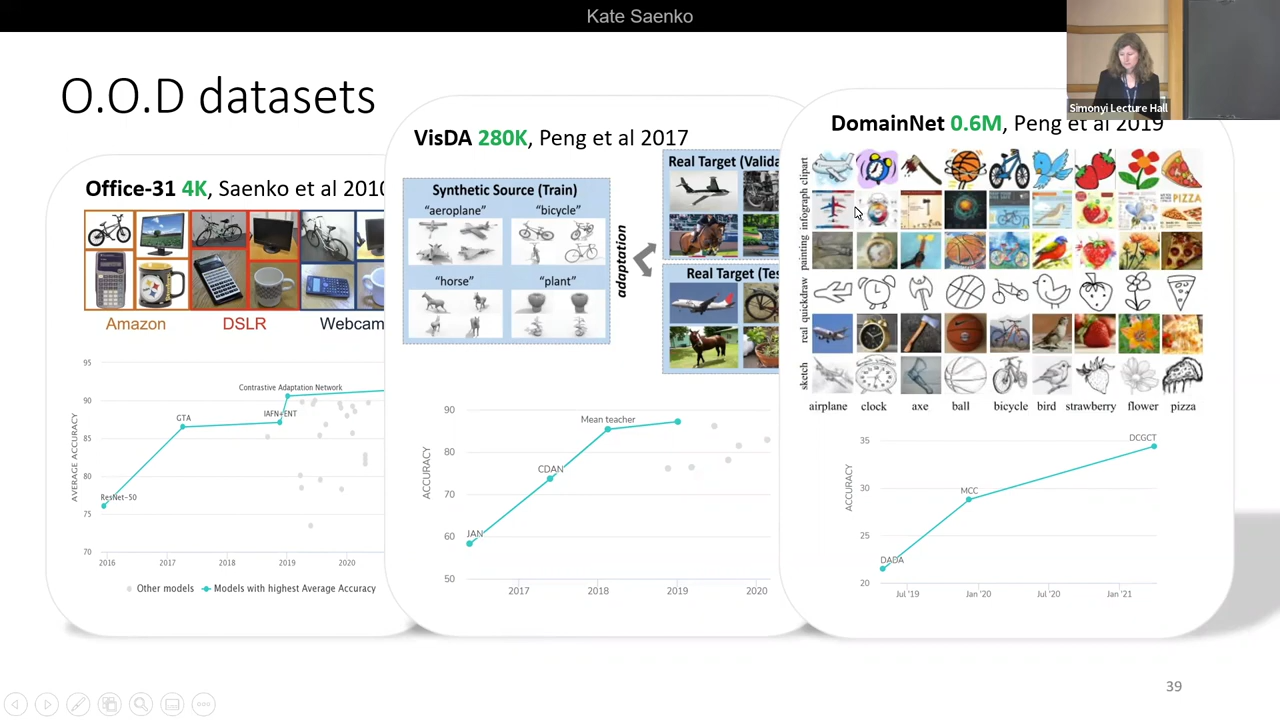 Kate Saenko
Simonyi Lecture Hall
O.O.D datasets
Office-31 4K, Saenko et al 2010
Amazon
DSLR
Webcam
AVERAGE ACCURACY
95
90
85
80
75
70
ResNet-50
GTA
IAFN+ENT
Contrastive Adaptation Network
2016
2017
2018
2019
2020
Other models
Models with highest Average Accuracy
VisDA 280K, Peng et al 2017
Synthetic Source (Train)
"aeroplane"
"bicycle"
"horse"
"plant"
adaptation
Real Target (Valida
Real Target (Tes
ACCURACY
90
80
70
60
50
JAN
CDAN
Mean teacher
2017
2018
2019
2020
DomainNet 0.6M, Peng et al 2019
clipart
infograph
painting
quickdraw
real
sketch
PIZZA
airplane
clock
axe
ball
bicycle
bird
strawberry
flower
pizza
ACCURACY
35
30
25
20
DADA
MCC
DCGCT
Jul '19
Jan '20
Jul '20
Jan '21
39